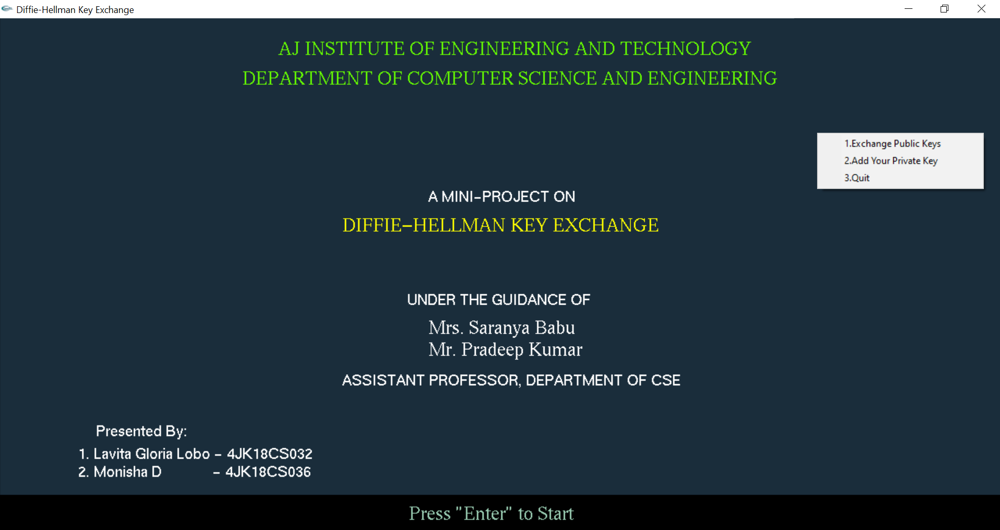 Diffie-Hellman Key Exchange
AJ INSTITUTE OF ENGINEERING AND TECHNOLOGY
DEPARTMENT OF COMPUTER SCIENCE AND ENGINEERING
1.Exchange Public Keys
2.Add Your Private Key
3.Quit
A MINI-PROJECT ON
DIFFIE-HELLMAN KEY EXCHANGE
UNDER THE GUIDANCE OF
Mrs. Saranya Babu
Mr. Pradeep Kumar
ASSISTANT PROFESSOR, DEPARTMENT OF CSE
Presented By:
1. Lavita Gloria Lobo - 4JK18CS032
2. Monisha D - 4JK18CS036
Press "Enter" to Start